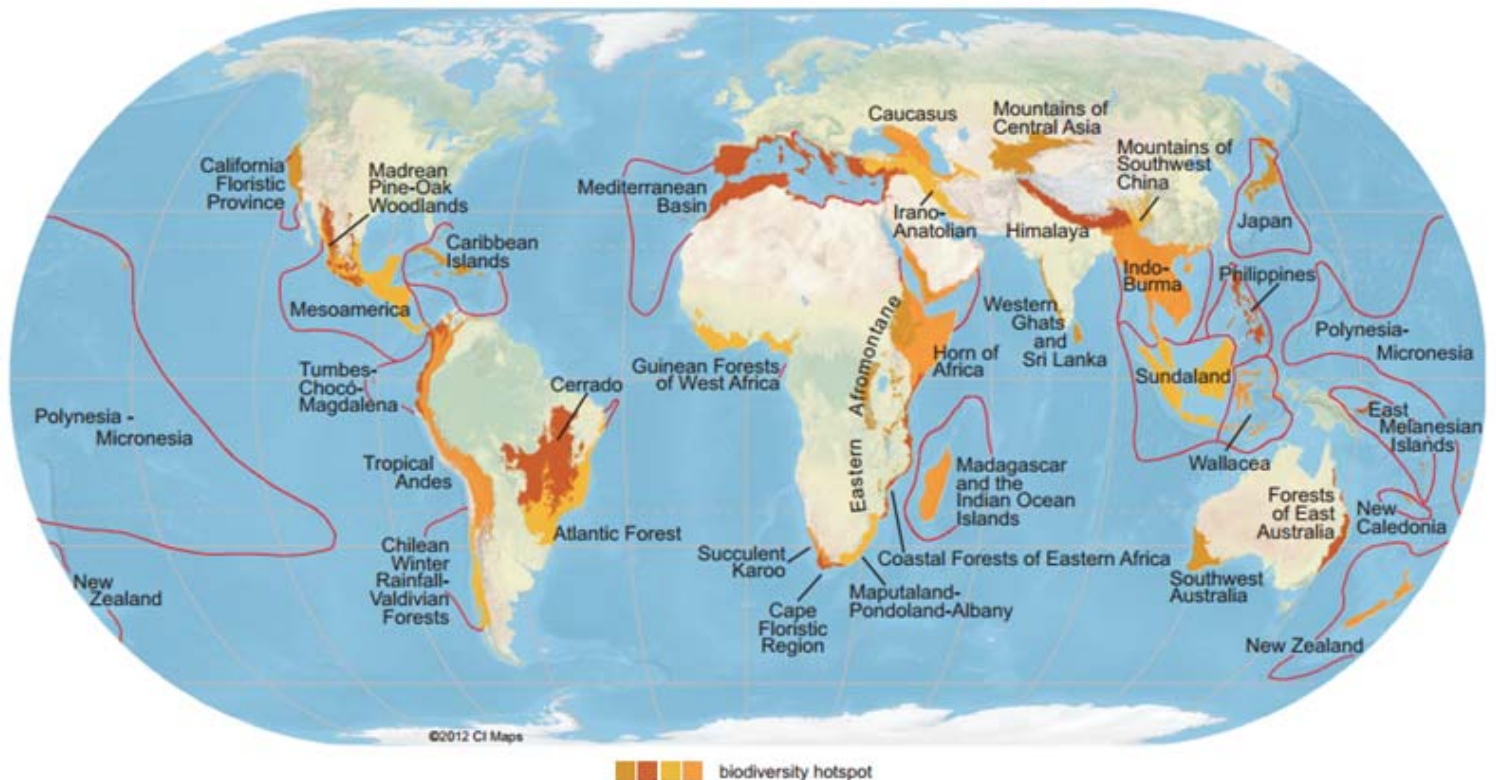 California
Floristic
Province
Madrean
Pine-Oak
Woodlands
Caribbean
Islands
Mesoamerica
Tumbes-
Chocó-
Magdalena
Polynesia -
Micronesia
Tropical
Andes
Cerrado
Atlantic Forest
Chilean
Winter
Rainfall-
Valdivian
Forests
New
Zealand
Mediterranean
Basin
Caucasus
Irano-
Anatolian
Mountains of
Central Asia
Mountains of
Southwest
China
Himalaya
Japan
Indo-
Burma
Philippines
Western
Ghats
and
Sri Lanka
Polynesia-
Micronesia
Guinean Forests
of West Africa
Eastern Afromontane
Horn of
Africa
Sundaland
Wallacea
East
Melanesian
Islands
Madagascar
and the
Indian Ocean
Islands
Forests
of East
Australia
New
Caledonia
Succulent
Karoo
Coastal Forests of Eastern Africa
Maputaland-
Pondoland-Albany
Cape
Floristic
Region
Southwest
Australia
New Zealand
©2012 CI Maps
biodiversity hotspot